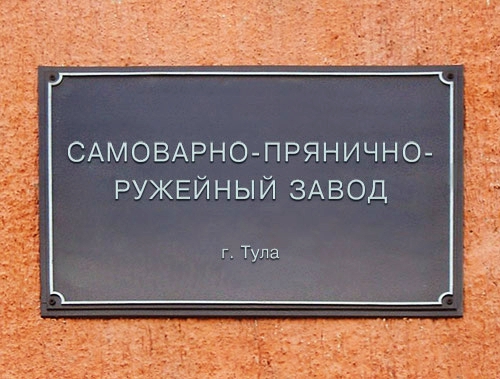 САМОВАРНО-ПРЯНИЧНО-
РУЖЕЙНЫЙ ЗАВОД
г. Тула